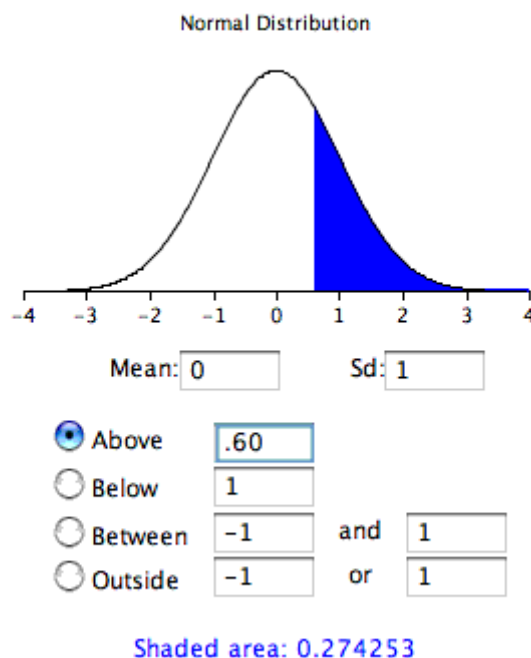 Normal Distribution
-4 -3 -2 -1 0 1 2 3 4
Mean: 0 Sd: 1
Above .60
Below 1
Between -1 and 1
Outside -1 or 1
Shaded area: 0.274253